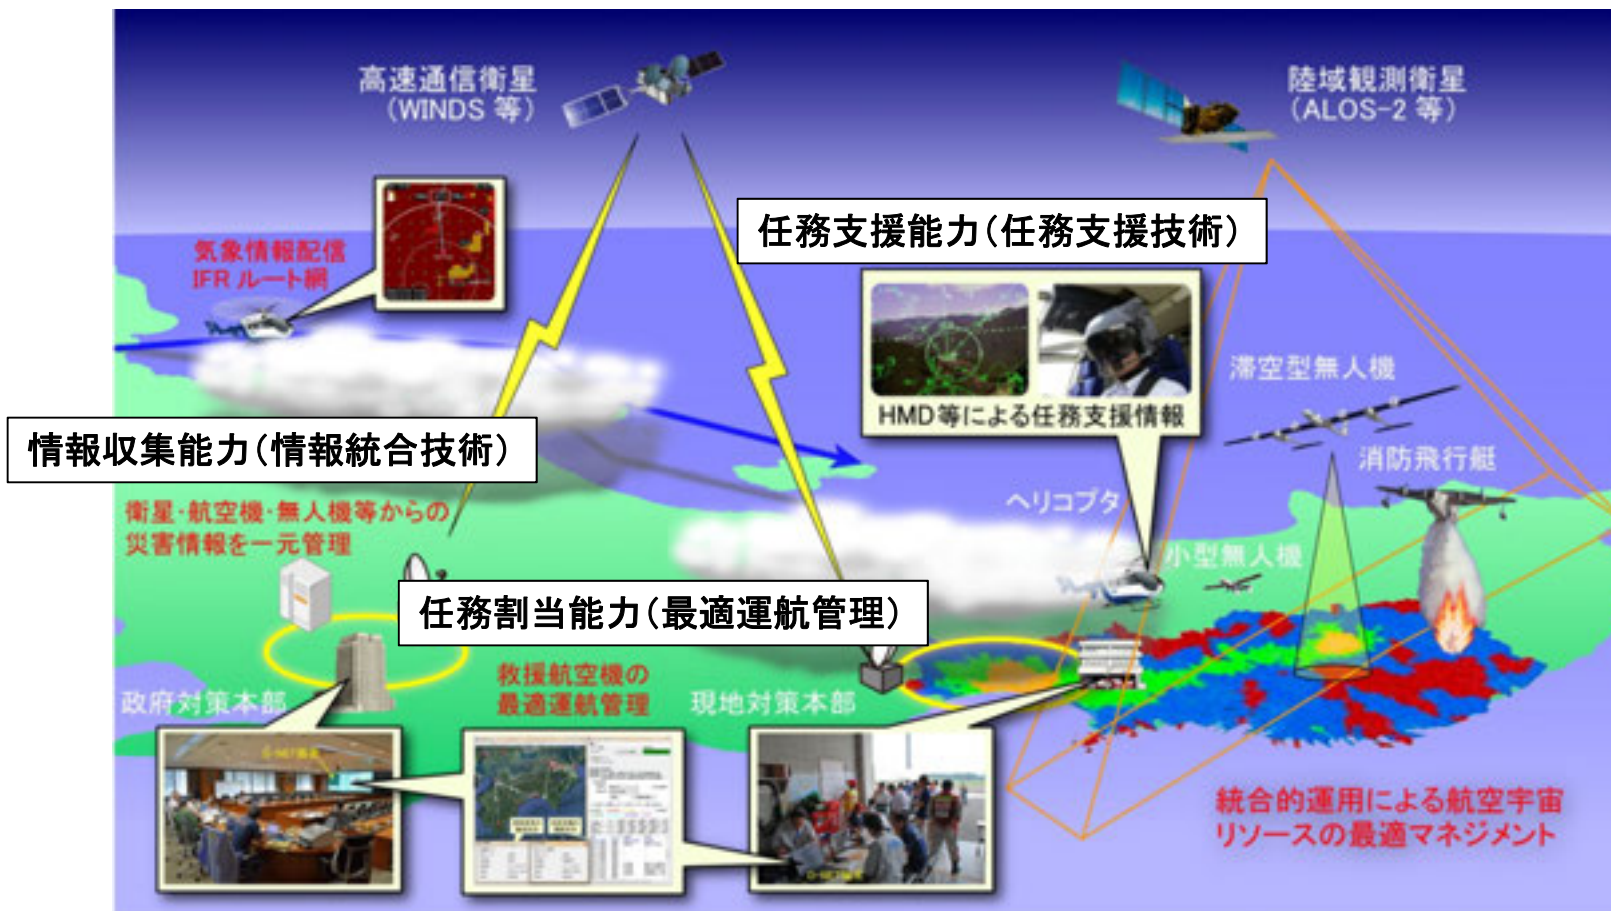 高速通信衛星
（WINDS 等）
陸域観測衛星
（ALOS-2 等）
任務支援能力（任務支援技術）
気象情報配信
IFR ルート網
HMD等による任務支援情報
滞空型無人機
消防飛行艇
情報収集能力（情報統合技術）
衛星・航空機・無人機等からの
災害情報を一元管理
ヘリコプタ
小型無人機
任務割当能力（最適運航管理）
救援航空機の
最適運航管理
政府対策本部
現地対策本部
統合的運用による航空宇宙
リソースの最適マネジメント